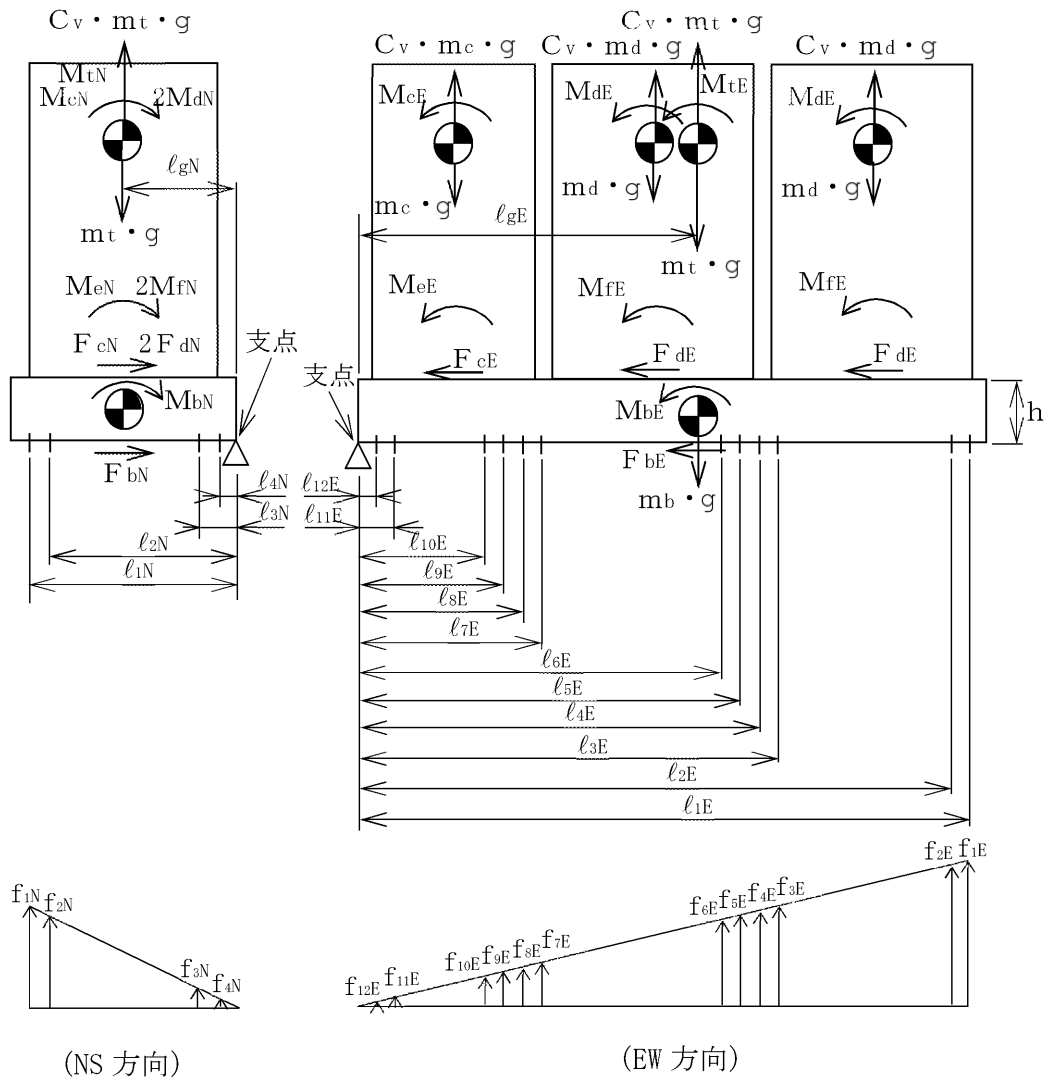 Cv・mt・g
MtN
McN 2MdN
ℓgN
mt・g
MeN 2MfN
FcN 2FdN
支点
MbN
FbN
ℓ4N
ℓ3N
ℓ2N
ℓ1N
Cv・mt・g
Cv・mc・g Cv・md・g Cv・md・g
McE MdE MtE MdE
mc・g md・g md・g
ℓgE
mt・g
MeE MfE MfE
FcE FdE FdE
支点
MbE
h
FbE
mb・g
ℓ12E
ℓ11E
ℓ10E
ℓ9E
ℓ8E
ℓ7E
ℓ6E
ℓ5E
ℓ4E
ℓ3E
ℓ2E
ℓ1E
f1N f2N
f3N f4N
f12E f11E f10E f9E f8E f7E f6E f5E f4E f3E f2E f1E
(NS 方向)
(EW 方向)